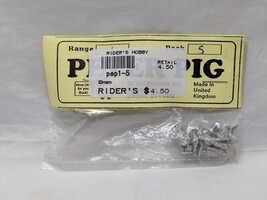 Range
Pack 5
RIDER'S HOBBY
RETAIL
4.50
pep1-5
15mm
RIDER'S $4.50
P PIG
Made in
United
Kingdom